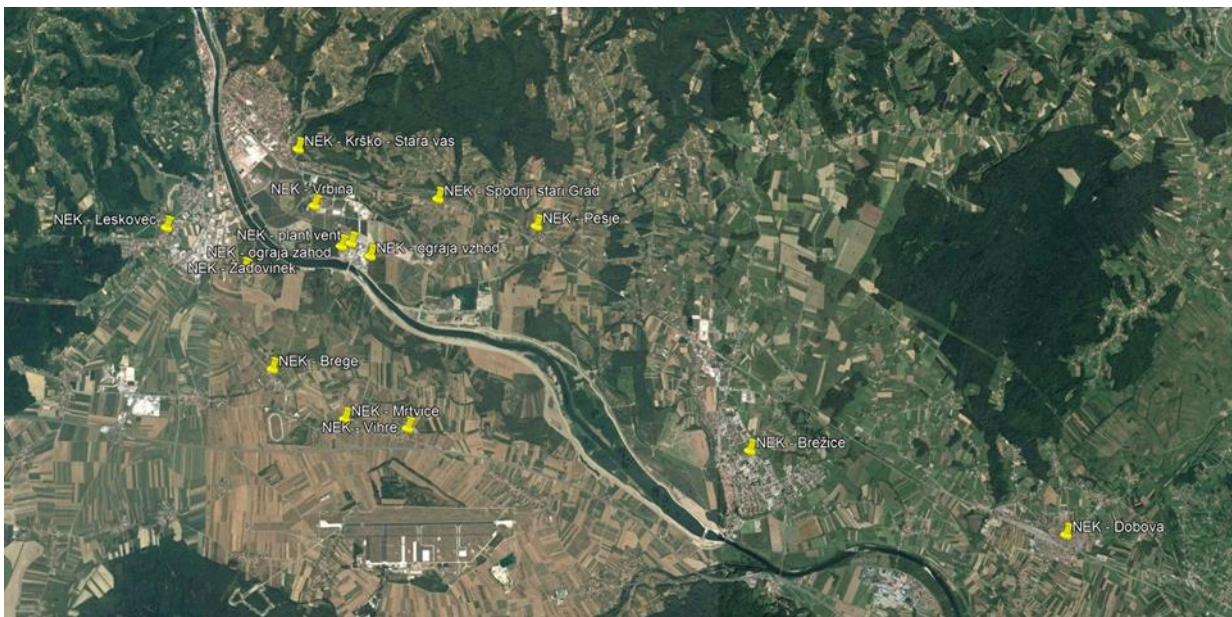 NEK - Krško - Stara vas
NEK - Vrbina
NEK - Spodnji stari Grad
NEK - Leskovec
NEK - Pesje
NEK - plant vent
NEK - ograja zahod
NEK - ograja vzhod
NEK - Žadovinek
NEK - Brege
NEK - Mrtvice
NEK - Vihre
NEK - Brežice
NEK - Dobova